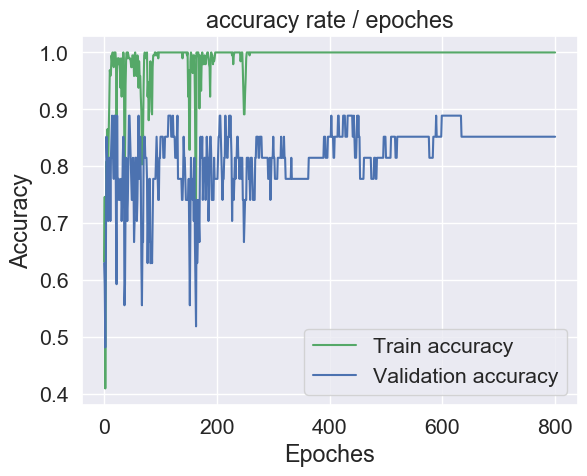 accuracy rate / epoches
1.0
0.9
0.8
0.7
0.6
0.5
0.4
Accuracy
Train accuracy
Validation accuracy
0
200
400
600
800
Epoches